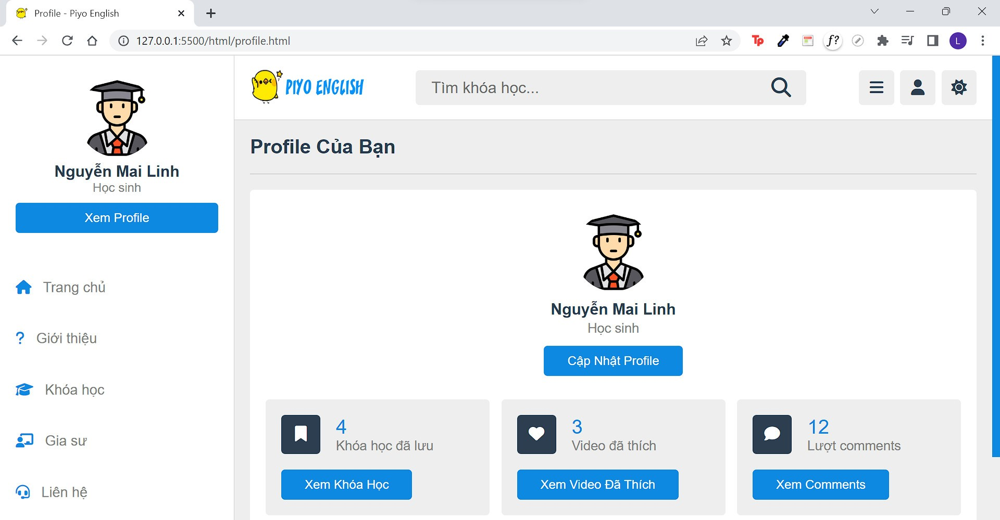 Profile - Piyo English
127.0.0.1:5500/html/profile.html
Tp
f?
L
Nguyễn Mai Linh
Học sinh
Xem Profile
Trang chủ
Giới thiệu
Khóa học
Gia sư
Liên hệ
PIYO ENGLISH
Tìm khóa học...
Profile Của Bạn
Nguyễn Mai Linh
Học sinh
Cập Nhật Profile
4
Khóa học đã lưu
Xem Khóa Học
3
Video đã thích
Xem Video Đã Thích
12
Lượt comments
Xem Comments